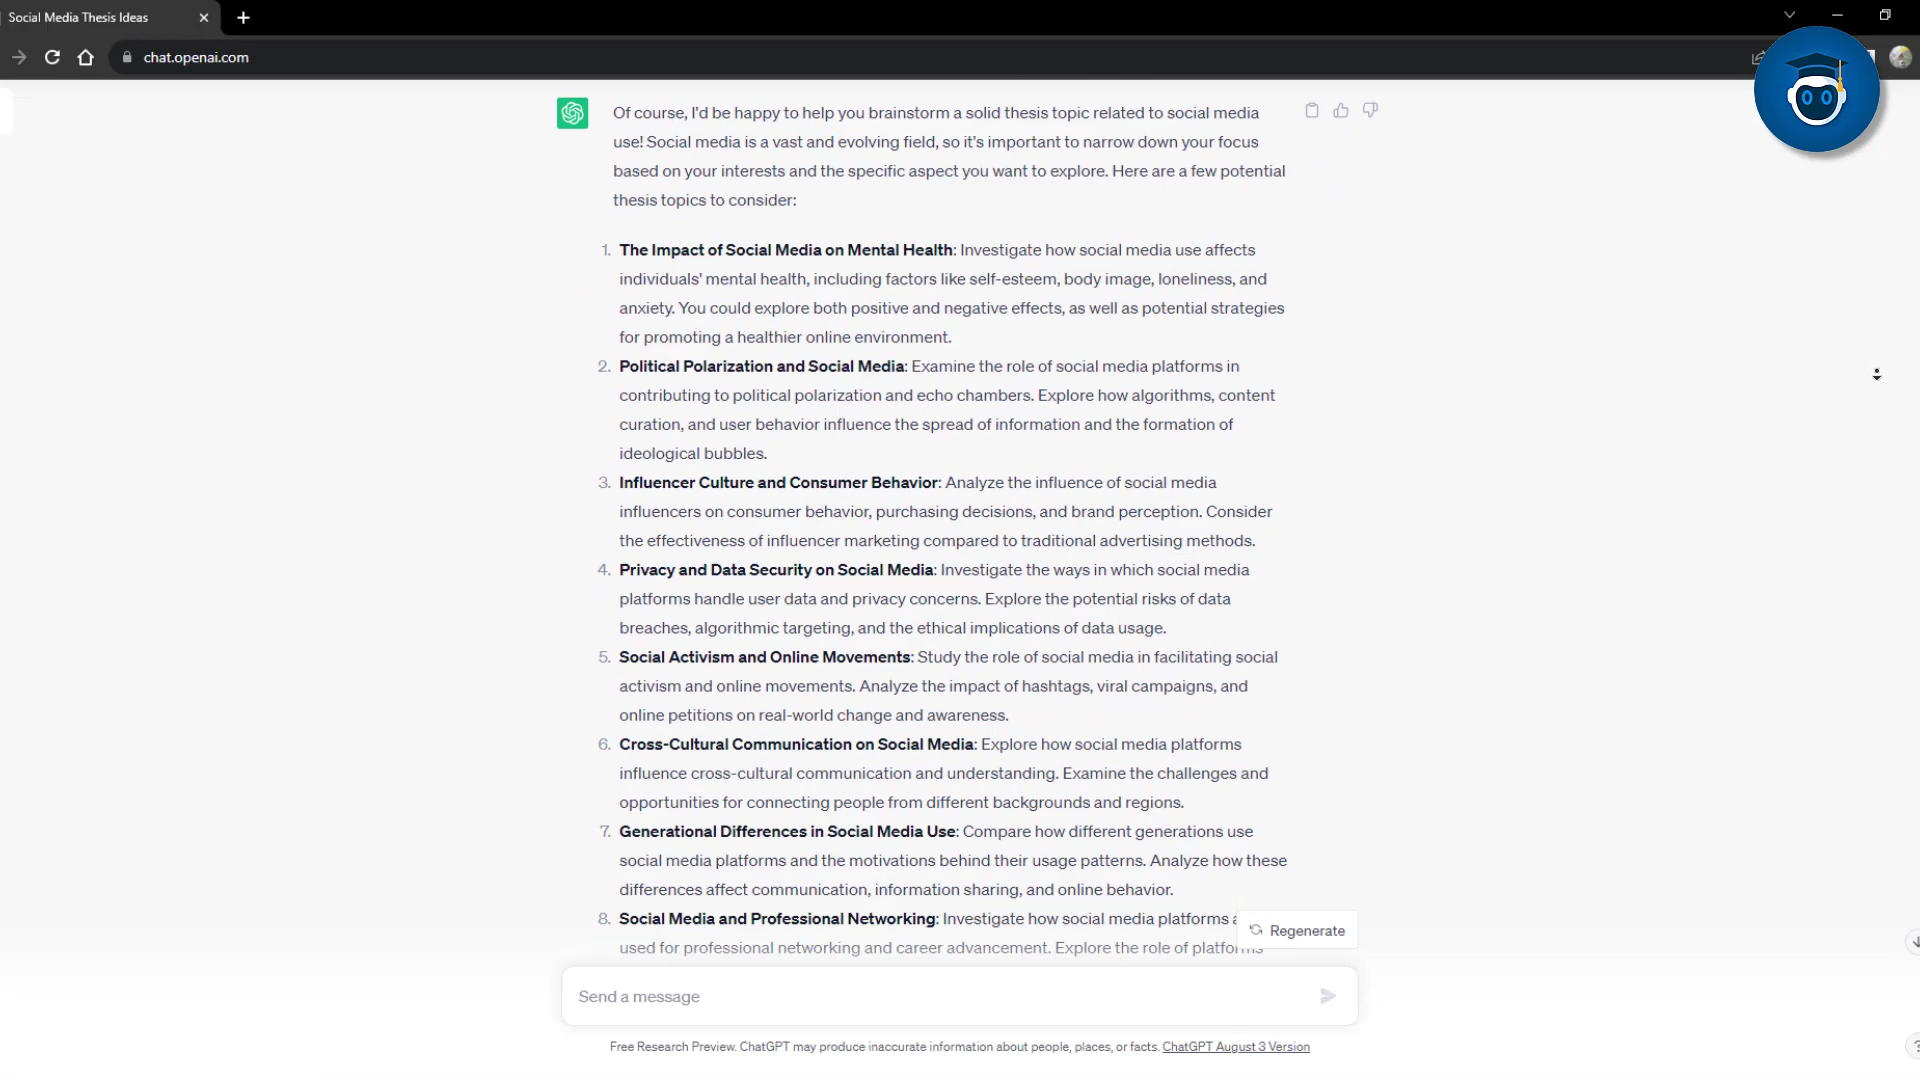 Social Media Thesis Ideas
chat.openai.com
Of course, I'd be happy to help you brainstorm a solid thesis topic related to social media
use! Social media is a vast and evolving field, so it's important to narrow down your focus
based on your interests and the specific aspect you want to explore. Here are a few potential
thesis topics to consider:
1. The Impact of Social Media on Mental Health: Investigate how social media use affects
individuals' mental health, including factors like self-esteem, body image, loneliness, and
anxiety. You could explore both positive and negative effects, as well as potential strategies
for promoting a healthier online environment.
2. Political Polarization and Social Media: Examine the role of social media platforms in
contributing to political polarization and echo chambers. Explore how algorithms, content
curation, and user behavior influence the spread of information and the formation of
ideological bubbles.
3. Influencer Culture and Consumer Behavior: Analyze the influence of social media
influencers on consumer behavior, purchasing decisions, and brand perception. Consider
the effectiveness of influencer marketing compared to traditional advertising methods.
4. Privacy and Data Security on Social Media: Investigate the ways in which social media
platforms handle user data and privacy concerns. Explore the potential risks of data
breaches, algorithmic targeting, and the ethical implications of data usage.
5. Social Activism and Online Movements: Study the role of social media in facilitating social
activism and online movements. Analyze the impact of hashtags, viral campaigns, and
online petitions on real-world change and awareness.
6. Cross-Cultural Communication on Social Media: Explore how social media platforms
influence cross-cultural communication and understanding. Examine the challenges and
opportunities for connecting people from different backgrounds and regions.
7. Generational Differences in Social Media Use: Compare how different generations use
social media platforms and the motivations behind their usage patterns. Analyze how these
differences affect communication, information sharing, and online behavior.
8. Social Media and Professional Networking: Investigate how social media platforms
used for professional networking and career advancement. Explore the role of platforms
Regenerate
Send a message
Free Research Preview. ChatGPT may produce inaccurate information about people, places, or facts. ChatGPT August 3 Version